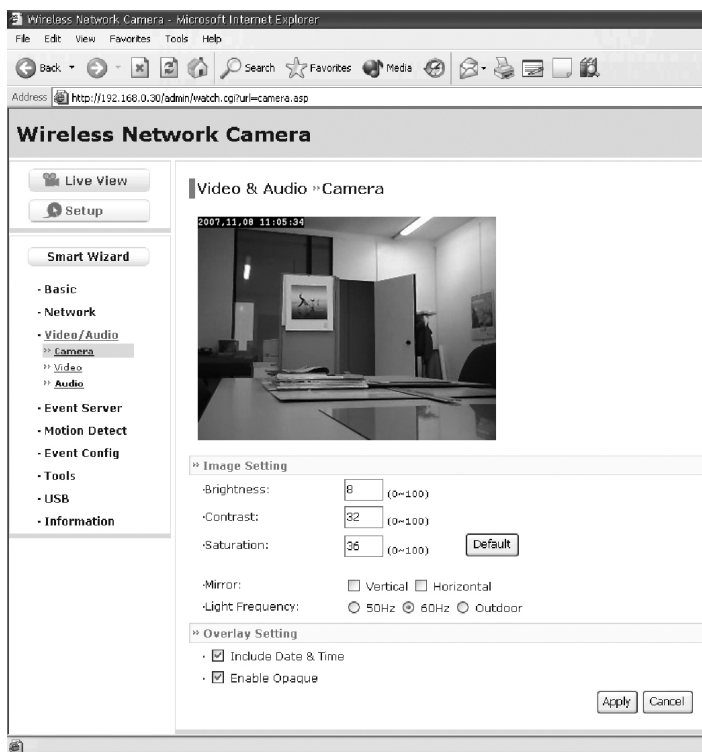 Wireless Network Camera - Microsoft Internet Explorer
File Edit View Favorites Tools Help
Back Search Favorites Media
Address http://192.168.0.30/admin/watch.cgi?url=camera.asp
Wireless Network Camera
Live View
Setup
Smart Wizard
· Basic
· Network
· Video/Audio
» Camera
» Video
» Audio
· Event Server
· Motion Detect
· Event Config
· Tools
· USB
· Information
Video & Audio » Camera
2007,11,08 11:05:34
» Image Setting
·Brightness: 8 (0~100)
·Contrast: 32 (0~100)
·Saturation: 36 (0~100) Default
·Mirror: Vertical Horizontal
·Light Frequency: 50Hz 60Hz Outdoor
» Overlay Setting
· Include Date & Time
· Enable Opaque
Apply Cancel